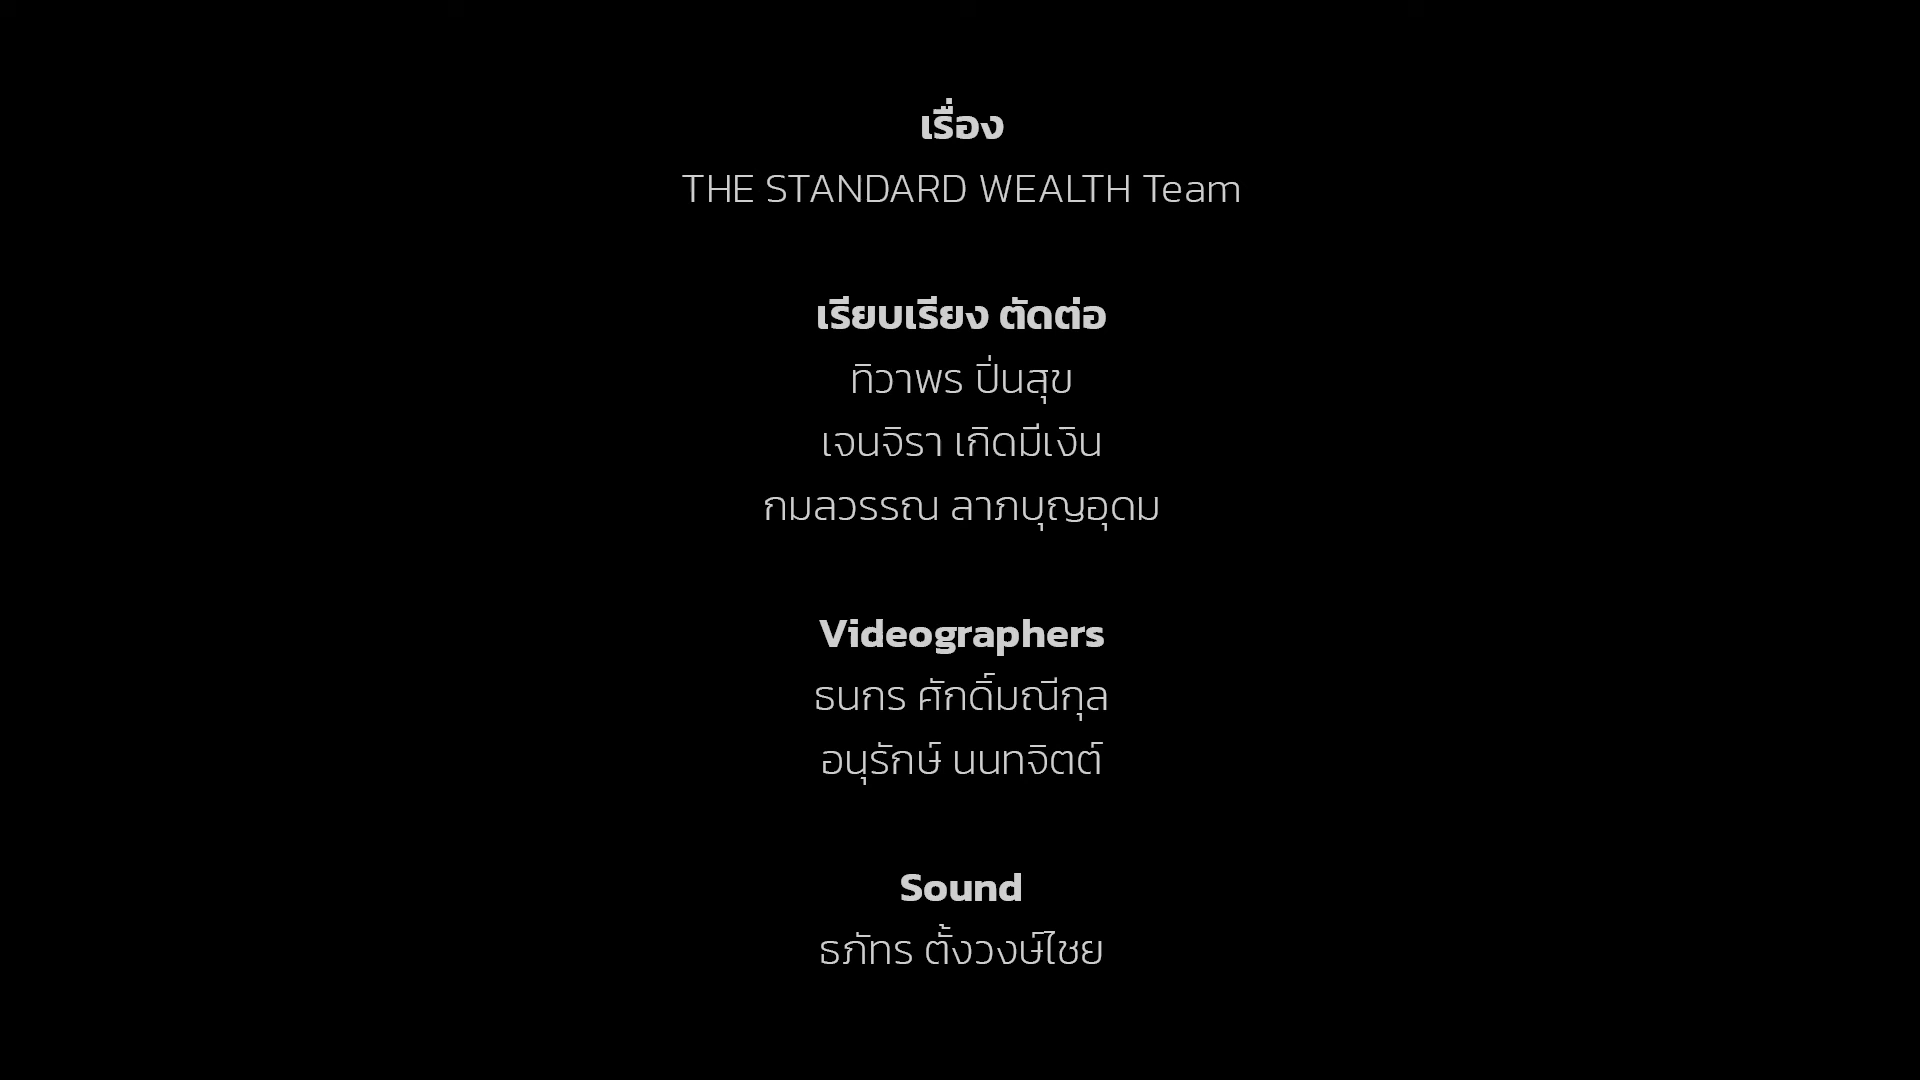 เรื่อง
THE STANDARD WEALTH Team
เรียบเรียง ตัดต่อ
ทิวาพร ปิ่นสุข
เจนจิรา เกิดมีเงิน
กมลวรรณ ลาภบุญอุดม
Videographers
ธนกร ศักดิ์มณีกุล
อนุรักษ์ นนทจิตต์
Sound
ธภัทร ตั้งวงษ์ไชย